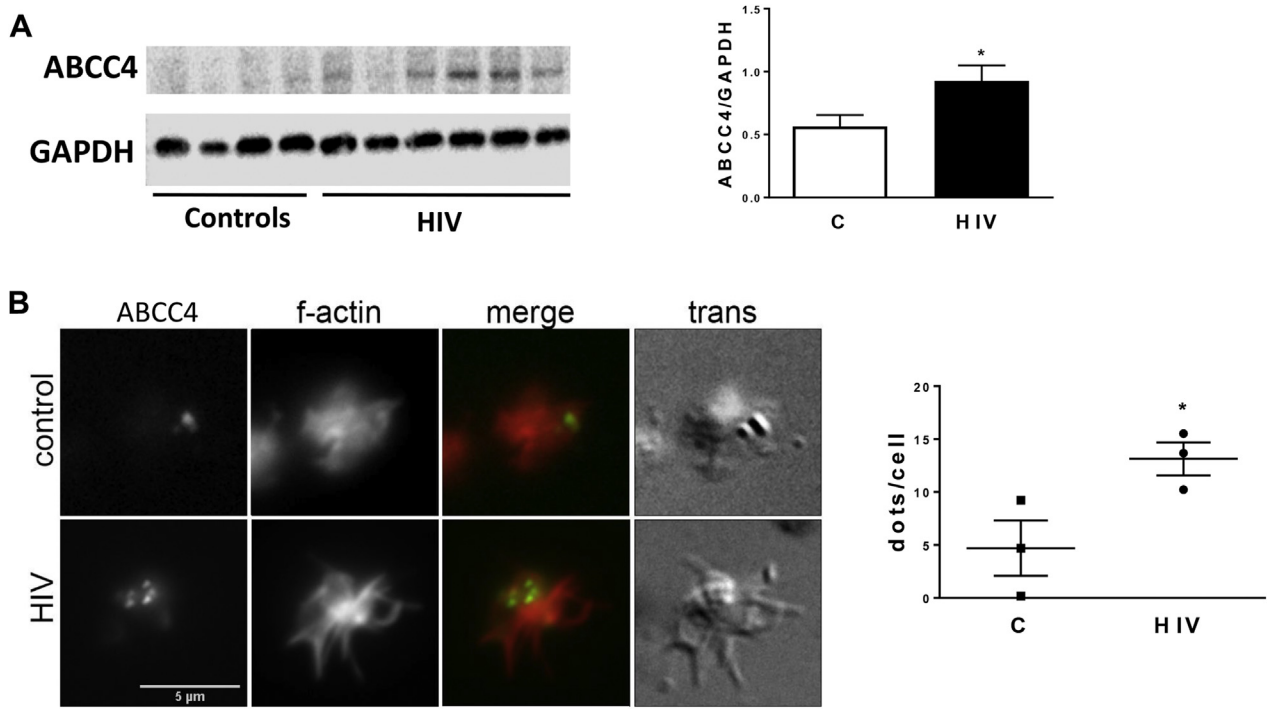 A
ABCC4
GAPDH
Controls
HIV
ABCC4/GAPDH
1.5
1.0
0.5
0.0
*
C
HIV
B
ABCC4
f-actin
merge
trans
control
HIV
5 µm
dots/cell
20
15
10
5
0
*
C
HIV